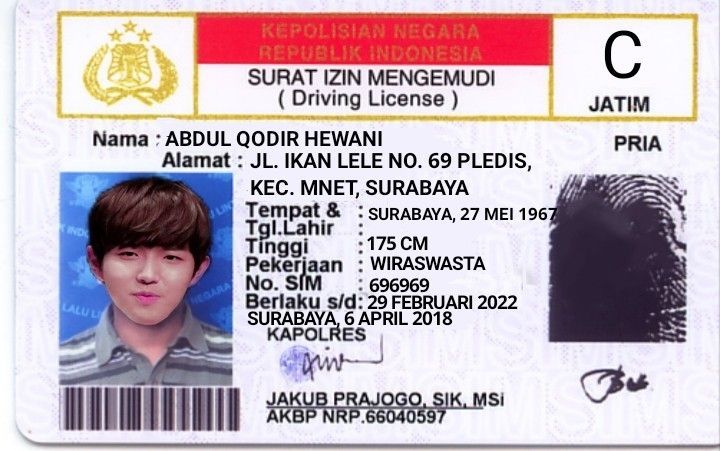 KEPOLISIAN NEGARA
REPUBLIK INDONESIA
SURAT IZIN MENGEMUDI
( Driving License )
C
JATIM
Nama : ABDUL QODIR HEWANI
PRIA
Alamat : JL. IKAN LELE NO. 69 PLEDIS,
KEC. MNET, SURABAYA
Tempat & : SURABAYA, 27 MEI 1967
Tgl.Lahir
Tinggi : 175 CM
Pekerjaan : WIRASWASTA
No. SIM : 696969
Berlaku s/d: 29 FEBRUARI 2022
SURABAYA, 6 APRIL 2018
KAPOLRES
JAKUB PRAJOGO, SIK, MSi
AKBP NRP.66040597